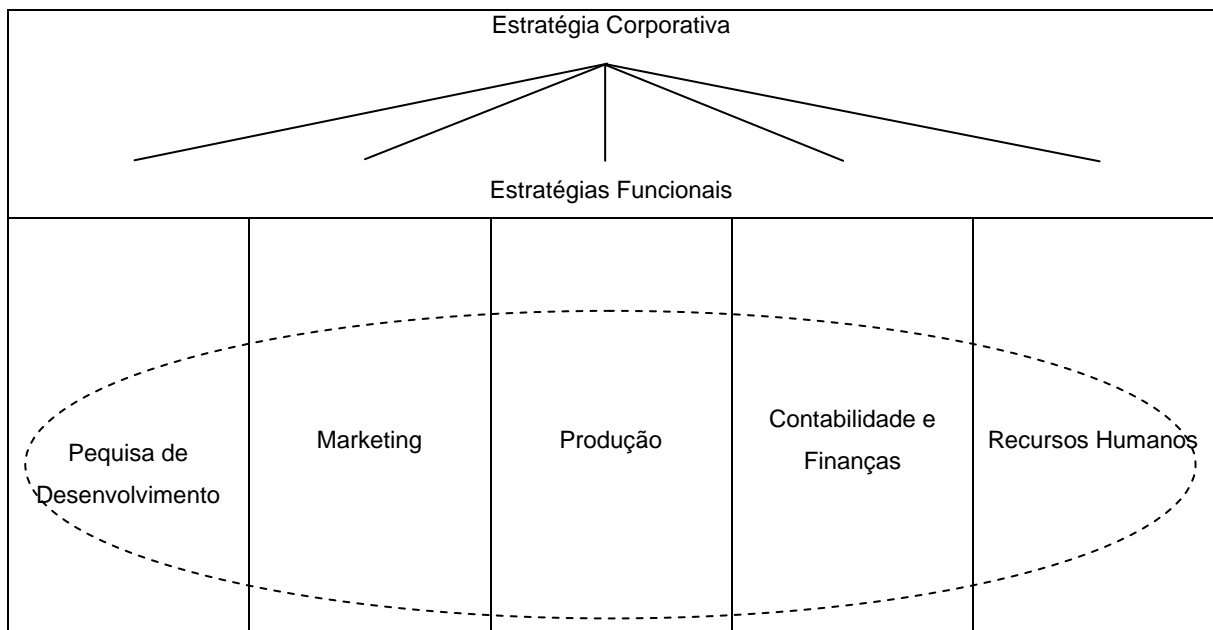 Estratégia Corporativa
Estratégias Funcionais
Pequisa de
Desenvolvimento
Marketing
Produção
Contabilidade e
Finanças
Recursos Humanos